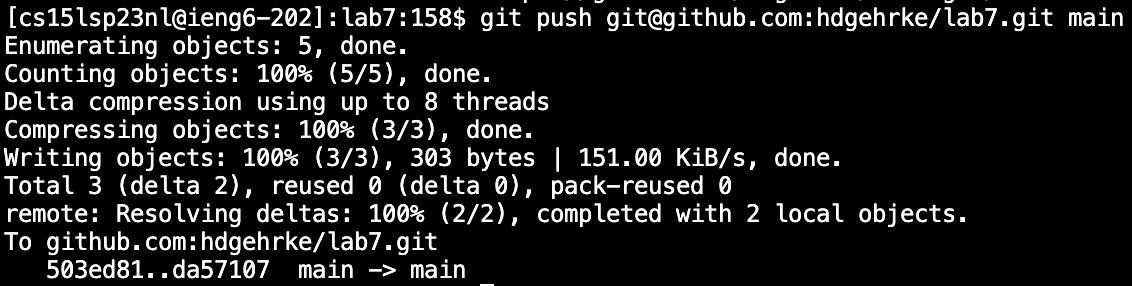 [cs15lsp23nl@ieng6-202]:lab7:158$ git push git@github.com:hdgehrke/lab7.git main
Enumerating objects: 5, done.
Counting objects: 100% (5/5), done.
Delta compression using up to 8 threads
Compressing objects: 100% (3/3), done.
Writing objects: 100% (3/3), 303 bytes | 151.00 KiB/s, done.
Total 3 (delta 2), reused 0 (delta 0), pack-reused 0
remote: Resolving deltas: 100% (2/2), completed with 2 local objects.
To github.com:hdgehrke/lab7.git
   503ed81..da57107  main -> main